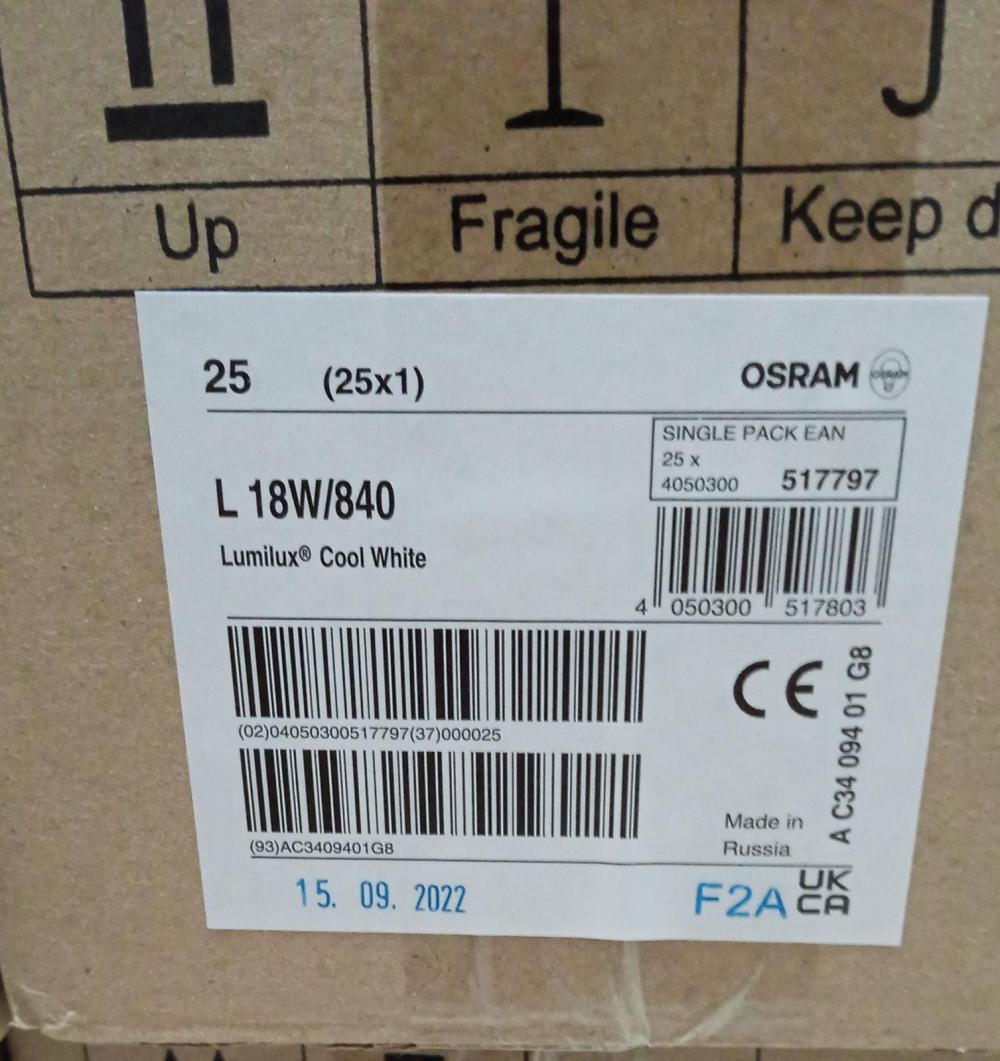 Up
Fragile
Keep d
25 (25x1)
OSRAM
OSRAM
SINGLE PACK EAN
25 x
4050300 517797
L 18W/840
Lumilux® Cool White
4 050300 517803
(02)04050300517797(37)000025
CE
A C34 094 01 G8
(93)AC3409401G8
Made in
Russia
15. 09. 2022
F2A
UK
CA